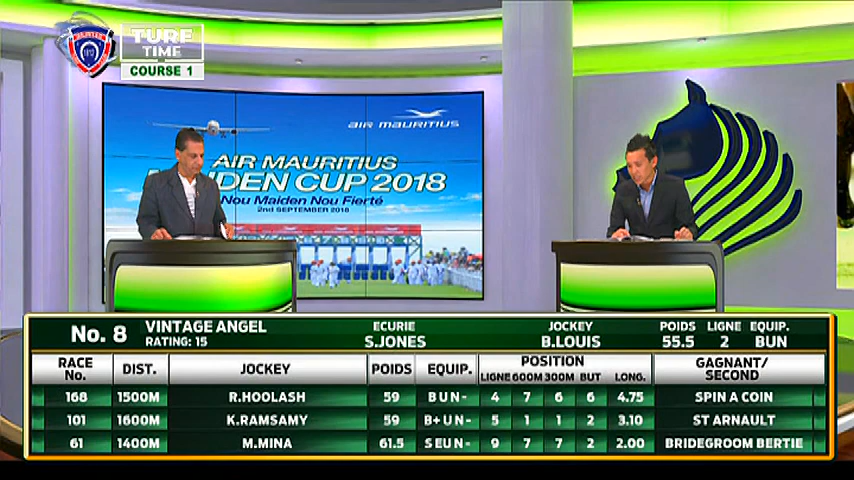 TURF
TIME
COURSE 1
1812
AIR MAURITIUS
AIR MAURITIUS
MAIDEN CUP 2018
Nou Maiden Nou Fierté
2nd SEPTEMBER 2018
No. 8 VINTAGE ANGEL ECURIE JOCKEY POIDS LIGNE EQUIP.
RATING: 15 S.JONES B.LOUIS 55.5 2 BUN
RACE No. DIST. JOCKEY POIDS EQUIP. POSITION GAGNANT/ SECOND
LIGNE 600M 300M BUT LONG.
168 1500M R.HOOLASH 59 B U N - 4 7 6 6 4.75 SPIN A COIN
101 1600M K.RAMSAMY 59 B+ U N - 5 1 1 2 3.10 ST ARNAULT
61 1400M M.MINA 61.5 S E U N - 9 7 7 2 2.00 BRIDEGROOM BERTIE